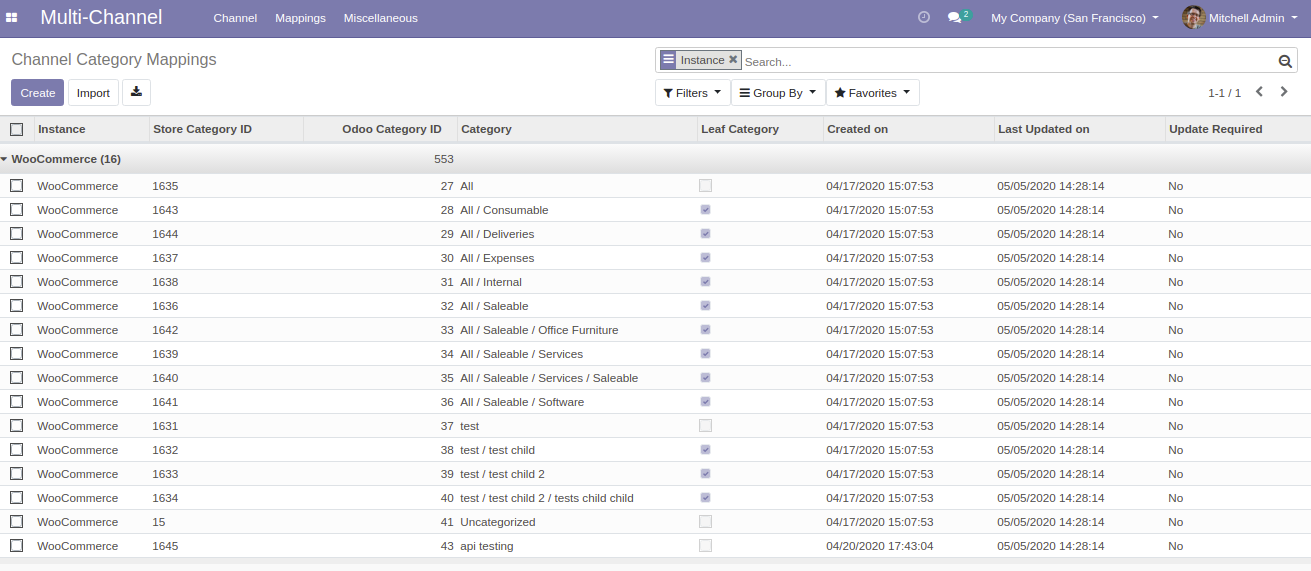 Multi-Channel Channel Mappings Miscellaneous 2 My Company (San Francisco) Mitchell Admin
Channel Category Mappings Instance Search...
Create Import Filters Group By Favorites 1-1 / 1
Instance Store Category ID Odoo Category ID Category Leaf Category Created on Last Updated on Update Required
WooCommerce (16) 553
WooCommerce 1635 27 All 04/17/2020 15:07:53 05/05/2020 14:28:14 No
WooCommerce 1643 28 All / Consumable 04/17/2020 15:07:53 05/05/2020 14:28:14 No
WooCommerce 1644 29 All / Deliveries 04/17/2020 15:07:53 05/05/2020 14:28:14 No
WooCommerce 1637 30 All / Expenses 04/17/2020 15:07:53 05/05/2020 14:28:14 No
WooCommerce 1638 31 All / Internal 04/17/2020 15:07:53 05/05/2020 14:28:14 No
WooCommerce 1636 32 All / Saleable 04/17/2020 15:07:53 05/05/2020 14:28:14 No
WooCommerce 1642 33 All / Saleable / Office Furniture 04/17/2020 15:07:53 05/05/2020 14:28:14 No
WooCommerce 1639 34 All / Saleable / Services 04/17/2020 15:07:53 05/05/2020 14:28:14 No
WooCommerce 1640 35 All / Saleable / Services / Saleable 04/17/2020 15:07:53 05/05/2020 14:28:14 No
WooCommerce 1641 36 All / Saleable / Software 04/17/2020 15:07:53 05/05/2020 14:28:14 No
WooCommerce 1631 37 test 04/17/2020 15:07:53 05/05/2020 14:28:14 No
WooCommerce 1632 38 test / test child 04/17/2020 15:07:53 05/05/2020 14:28:14 No
WooCommerce 1633 39 test / test child 2 04/17/2020 15:07:53 05/05/2020 14:28:14 No
WooCommerce 1634 40 test / test child 2 / tests child child 04/17/2020 15:07:53 05/05/2020 14:28:14 No
WooCommerce 15 41 Uncategorized 04/17/2020 15:07:53 05/05/2020 14:28:14 No
WooCommerce 1645 43 api testing 04/20/2020 17:43:04 05/05/2020 14:28:14 No